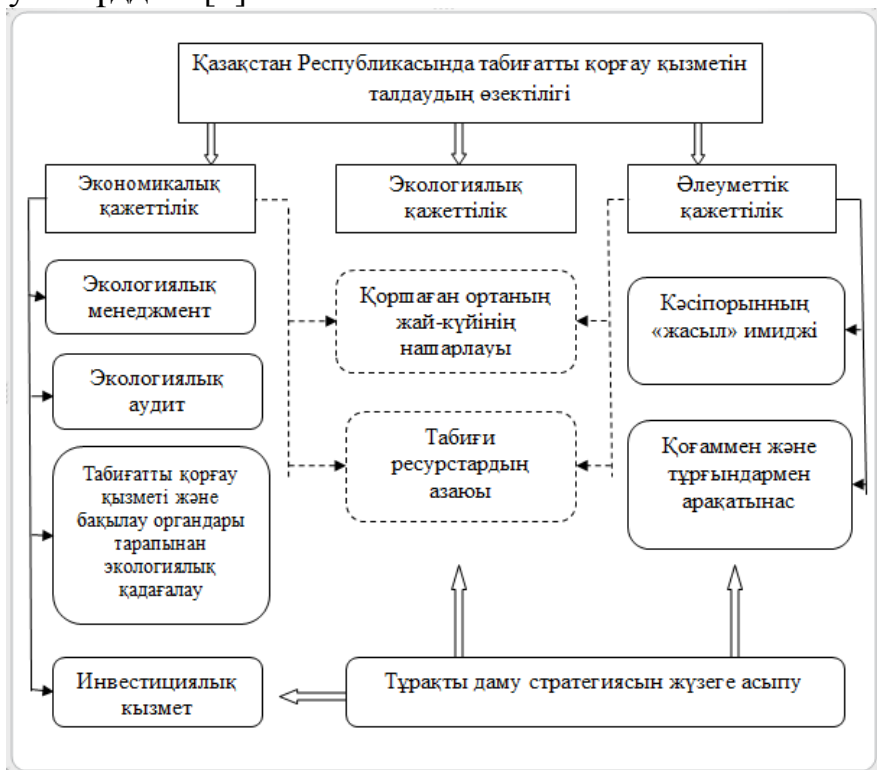 Қазақстан Республикасында табиғатты қорғау қызметін
талдаудың өзектілігі
Экономикалық
қажеттілік
Экологиялық
қажеттілік
Әлеуметтік
қажеттілік
Экологиялық
менеджмент
Қоршаған ортаның
жай-күйінің
нашарлауы
Кәсіпорынның
«жасыл» имиджі
Экологиялық
аудит
Табиғи
ресурстардың
азаюы
Қоғаммен және
тұрғындармен
арақатынас
Табиғатты қорғау
қызметі және
бақылау органдары
тарапынан
экологиялық
қадағалау
Инвестициялық
кызмет
Тұрақты даму стратегиясын жүзеге асыпу